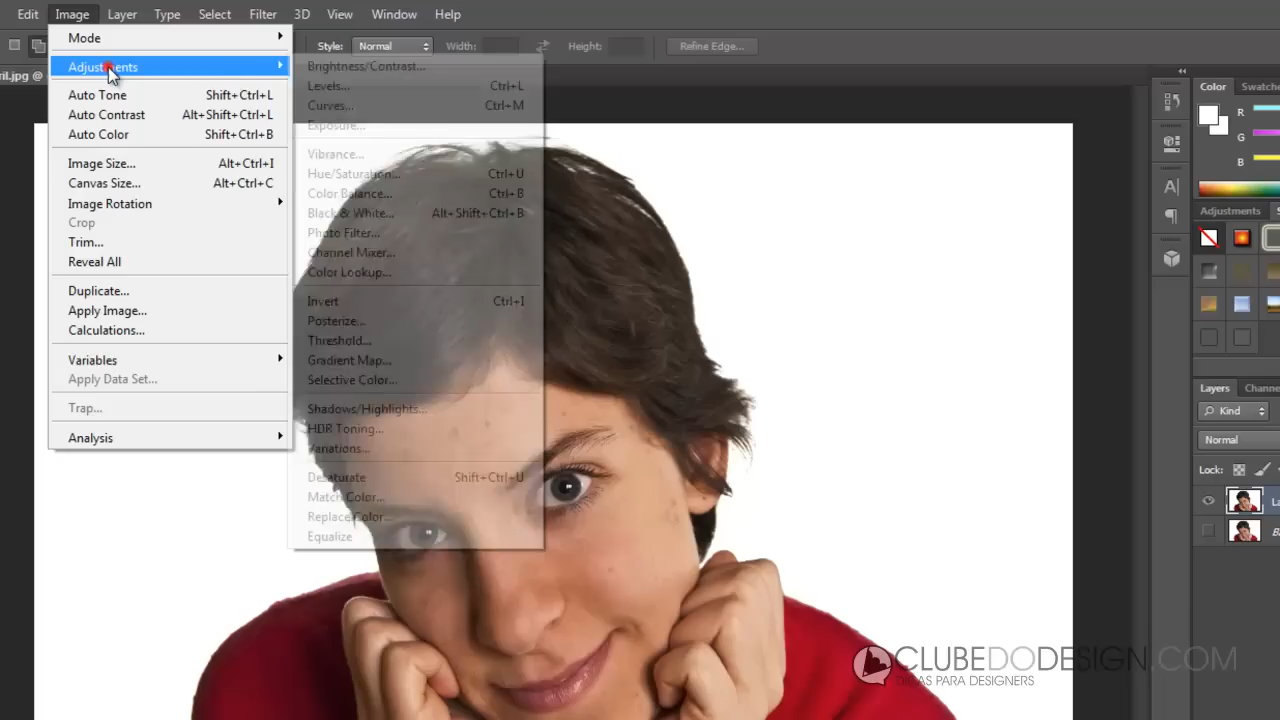 Edit Image Layer Type Select Filter 3D View Window Help
Style: Normal Width: Height: Refine Edge...
ril.jpg @
Mode
Adjustments
Auto Tone Shift+Ctrl+L
Auto Contrast Alt+Shift+Ctrl+L
Auto Color Shift+Ctrl+B
Image Size... Alt+Ctrl+I
Canvas Size... Alt+Ctrl+C
Image Rotation
Crop
Trim...
Reveal All
Duplicate...
Apply Image...
Calculations...
Variables
Apply Data Set...
Trap...
Analysis
Brightness/Contrast...
Levels... Ctrl+L
Curves... Ctrl+M
Exposure...
Vibrance...
Hue/Saturation... Ctrl+U
Color Balance... Ctrl+B
Black & White... Alt+Shift+Ctrl+B
Photo Filter...
Channel Mixer...
Color Lookup...
Invert Ctrl+I
Posterize...
Threshold...
Gradient Map...
Selective Color...
Shadows/Highlights...
HDR Toning...
Variations...
Desaturate Shift+Ctrl+U
Match Color...
Replace Color...
Equalize
Color Swatche
R
G
B
A|
Adjustments
Layers Channe
Kind
Normal
Lock:
La
B
CLUBEDODESIGN.COM
DICAS PARA DESIGNERS